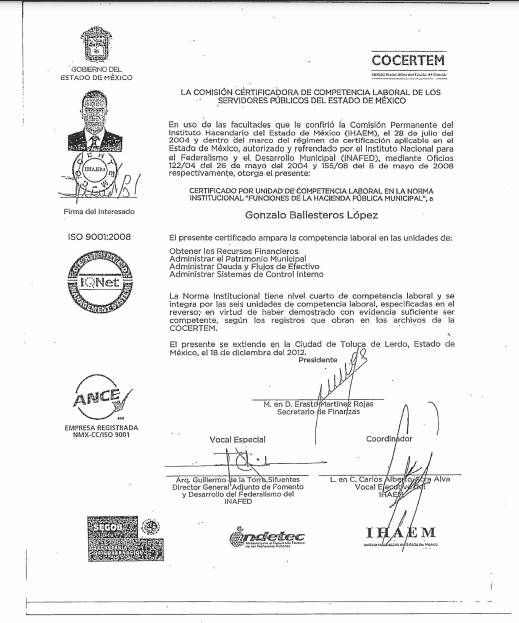 GOBIERNO DEL
ESTADO DE MÉXICO
COCERTEM
LA COMISIÓN CERTIFICADORA DE COMPETENCIA LABORAL DE LOS
SERVIDORES PÚBLICOS DEL ESTADO DE MÉXICO
En uso de las facultades que le confirió la Comisión Permanente del
Instituto Hacendario del Estado de México (IHAEM), el 28 de julio del
2004 y dentro del marco del régimen de certificación aplicable en el
Estado de México, autorizado y refrendado por el Instituto Nacional para
el Federalismo y el Desarrollo Municipal (INAFED), mediante Oficios
122/04 del 26 de mayo del 2004 y 155/08 del 8 de mayo de 2008
respectivamente, otorga el presente:
IHAEM
Firma del Interesado
CERTIFICADO POR UNIDAD DE COMPETENCIA LABORAL EN LA NORMA
INSTITUCIONAL "FUNCIONES DE LA HACIENDA PÚBLICA MUNICIPAL", a
Gonzalo Ballesteros López
ISO 9001:2008
IQNet
MANAGEMENT SYSTEM
El presente certificado ampara la competencia laboral en las unidades de:
Obtener los Recursos Financieros
Administrar el Patrimonio Municipal
Administrar Deuda y Flujos de Efectivo
Administrar Sistemas de Control Interno
La Norma Institucional tiene nivel cuarto de competencia laboral y se
integra por las seis unidades de competencia laboral, especificadas en el
reverso; en virtud de haber demostrado con evidencia suficiente ser
competente, según los registros que obran en los archivos de la
COCERTEM.
El presente se extiende en la Ciudad de Toluca de Lerdo, Estado de
México, el 18 de diciembre del 2012.
Presidente
M. en D. Erasto Martínez Rojas
Secretario de Finanzas
ANCE
EMPRESA REGISTRADA
NMX-CC/ISO 9001
Vocal Especial
Arq. Guillermo de la Torre Sifuentes
Director General Adjunto de Fomento
y Desarrollo del Federalismo del
INAFED
Coordinador
L. en C. Carlos Alberto Acra Alva
Vocal Ejecutivo del
IHAEM
SEGOB
indetec
IHAEM